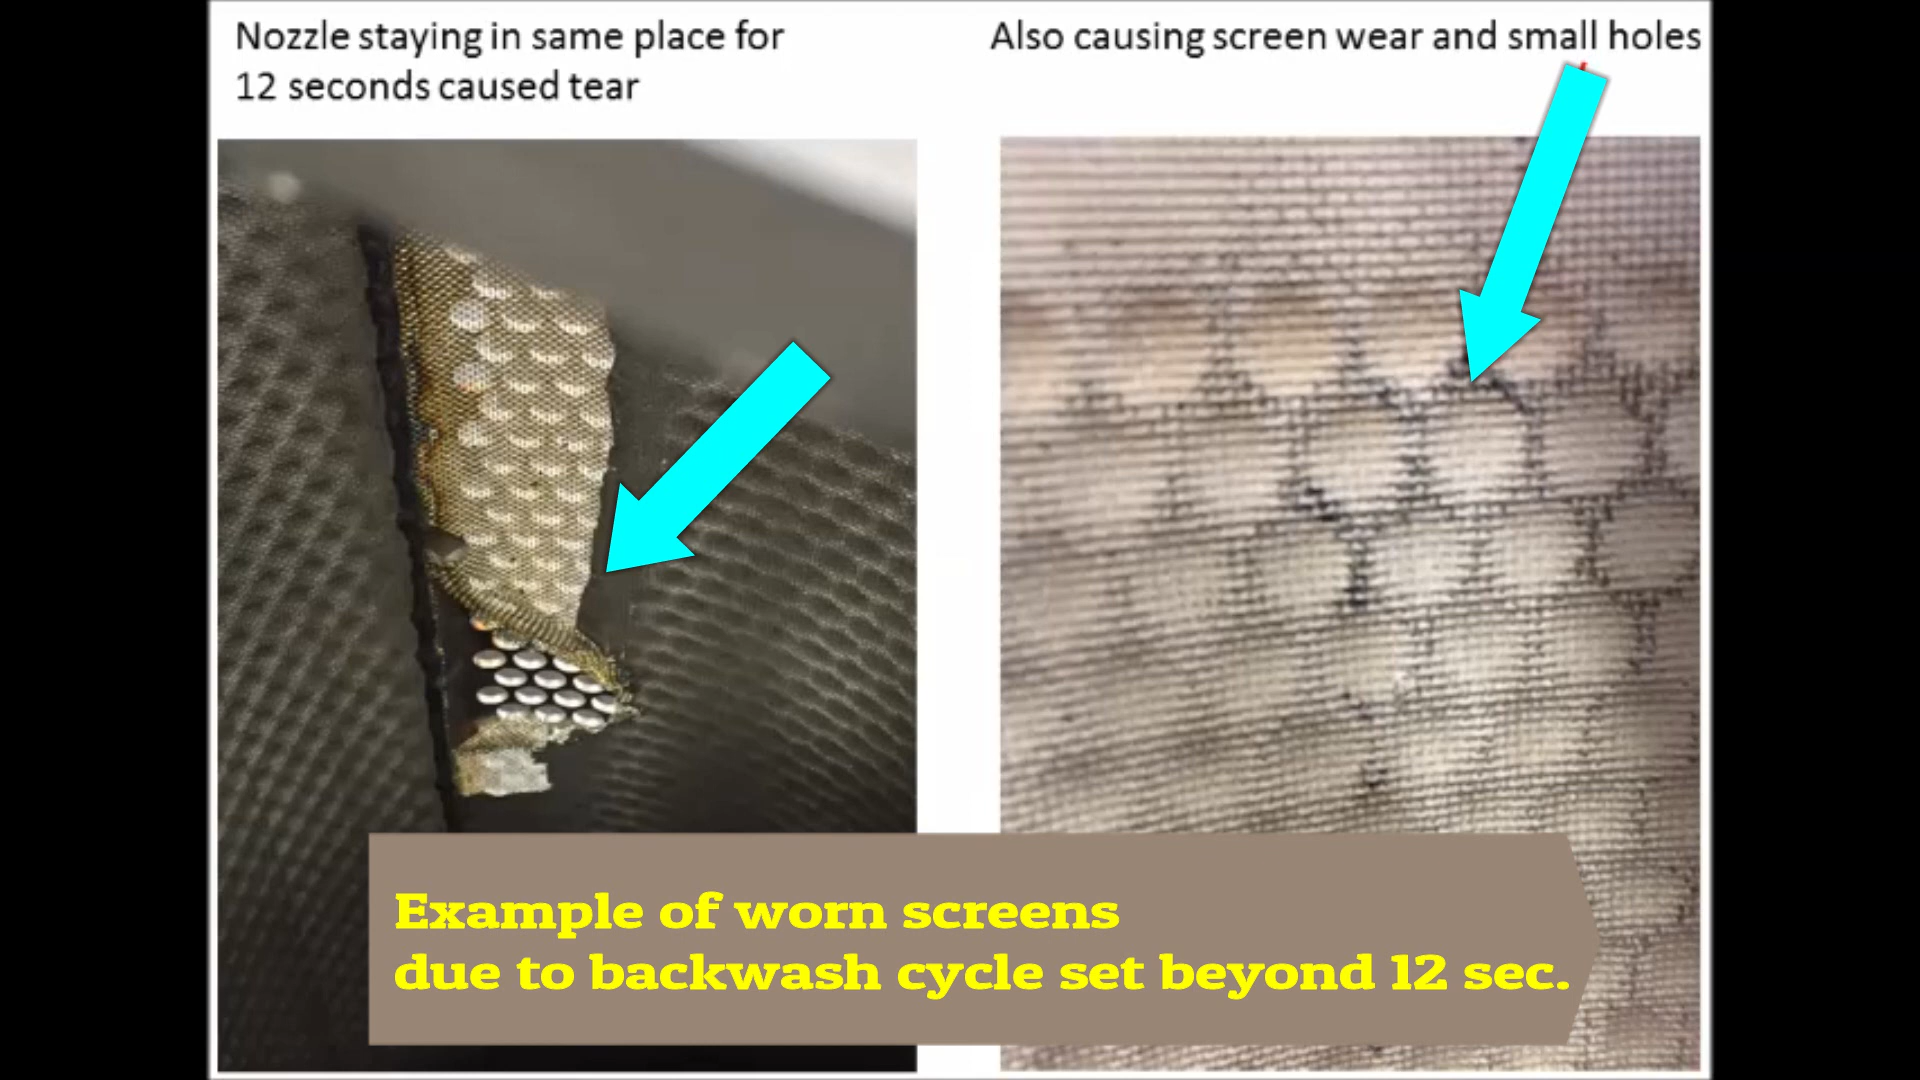 Nozzle staying in same place for
12 seconds caused tear
Also causing screen wear and small holes
Example of worn screens
due to backwash cycle set beyond 12 sec.